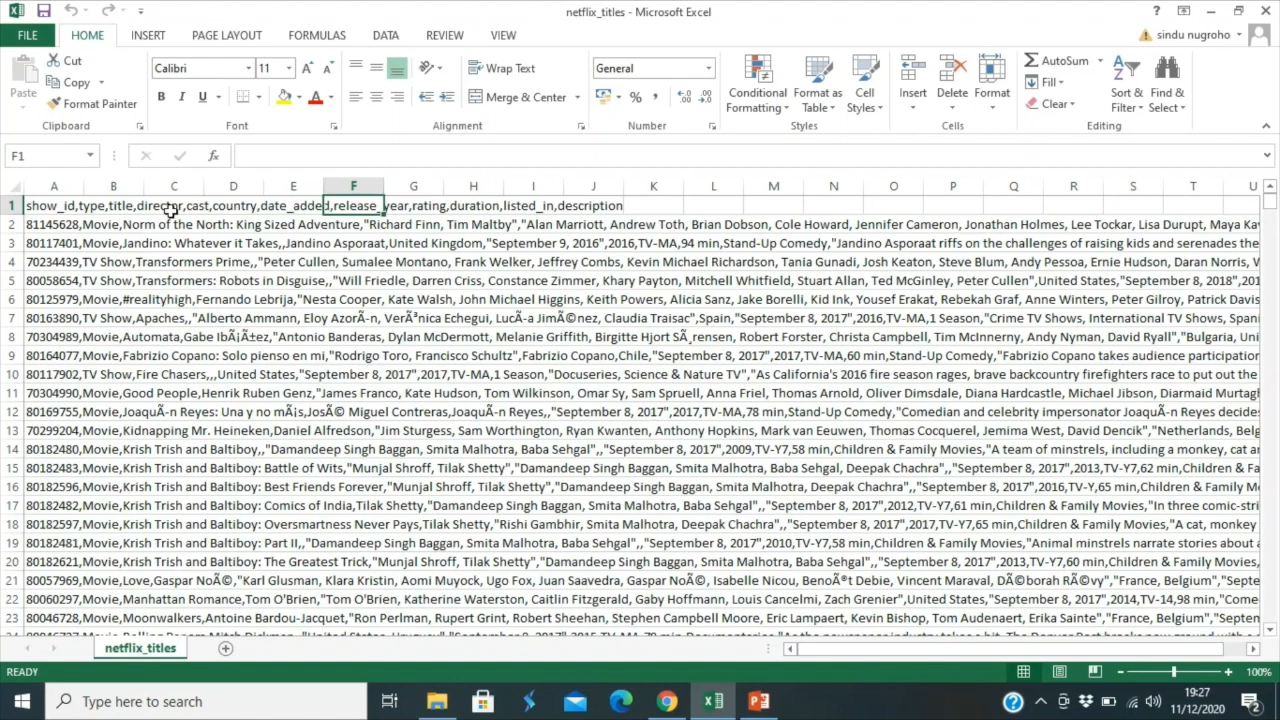 netflix_titles - Microsoft Excel
FILE HOME INSERT PAGE LAYOUT FORMULAS DATA REVIEW VIEW
sindu nugroho
Paste
Cut
Copy
Format Painter
Clipboard
Calibri 11
B I U
Font
Wrap Text
Merge & Center
Alignment
General
%
Number
Conditional Formatting
Format as Table
Cell Styles
Styles
Insert Delete Format
Cells
AutoSum
Fill
Clear
Sort & Filter
Find & Select
Editing
F1
A B C D E F G H I J K L M N O P Q R S T U
1 show_id,type,title,director,cast,country,date_added,release_year,rating,duration,listed_in,description
2 81145628,Movie,Norm of the North: King Sized Adventure,"Richard Finn, Tim Maltby","Alan Marriott, Andrew Toth, Brian Dobson, Cole Howard, Jennifer Cameron, Jonathan Holmes, Lee Tockar, Lisa Durupt, Maya Kay
3 80117401,Movie,Jandino: Whatever it Takes,,Jandino Asporaat,United Kingdom,"September 9, 2016",2016,TV-MA,94 min,Stand-Up Comedy,"Jandino Asporaat riffs on the challenges of raising kids and serenades the
4 70234439,TV Show,Transformers Prime,,"Peter Cullen, Sumalee Montano, Frank Welker, Jeffrey Combs, Kevin Michael Richardson, Tania Gunadi, Josh Keaton, Steve Blum, Andy Pessoa, Ernie Hudson, Daran Norris,
5 80058654,TV Show,Transformers: Robots in Disguise,,"Will Friedle, Darren Criss, Constance Zimmer, Khary Payton, Mitchell Whitfield, Stuart Allan, Ted McGinley, Peter Cullen",United States,"September 8, 2018",201
6 80125979,Movie,#realityhigh,Fernando Lebrija,"Nesta Cooper, Kate Walsh, John Michael Higgins, Keith Powers, Alicia Sanz, Jake Borelli, Kid Ink, Yousef Erakat, Rebekah Graf, Anne Winters, Peter Gilroy, Patrick Davis
7 80163890,TV Show,Apaches,,"Alberto Ammann, Eloy AzorÃ-n, VerÃ³nica Echegui, LucÃ-a JimÃ©nez, Claudia Traisac",Spain,"September 8, 2017",2016,TV-MA,1 Season,"Crime TV Shows, International TV Shows, Span
8 70304989,Movie,Automata,Gabe IbÃ¡Ã±ez,"Antonio Banderas, Dylan McDermott, Melanie Griffith, Birgitte Hjort SÃ¸rensen, Robert Forster, Christa Campbell, Tim McInnerny, Andy Nyman, David Ryall","Bulgaria, Uni
9 80164077,Movie,Fabrizio Copano: Solo pienso en mi,"Rodrigo Toro, Francisco Schultz",Fabrizio Copano,Chile,"September 8, 2017",2017,TV-MA,60 min,Stand-Up Comedy,"Fabrizio Copano takes audience participation
10 80117902,TV Show,Fire Chasers,,,United States,"September 8, 2017",2017,TV-MA,1 Season,"Docuseries, Science & Nature TV","As California's 2016 fire season rages, brave backcountry firefighters race to put out the
11 70304990,Movie,Good People,Henrik Ruben Genz,"James Franco, Kate Hudson, Tom Wilkinson, Omar Sy, Sam Spruell, Anna Friel, Thomas Arnold, Oliver Dimsdale, Diana Hardcastle, Michael Jibson, Diarmaid Murtagh
12 80169755,Movie,JoaquÃ-n Reyes: Una y no mÃ¡s,JosÃ© Miguel Contreras,JoaquÃ-n Reyes,,"September 8, 2017",2017,TV-MA,78 min,Stand-Up Comedy,"Comedian and celebrity impersonator JoaquÃ-n Reyes decides
13 70299204,Movie,Kidnapping Mr. Heineken,Daniel Alfredson,"Jim Sturgess, Sam Worthington, Ryan Kwanten, Anthony Hopkins, Mark van Eeuwen, Thomas Cocquerel, Jemima West, David Dencik","Netherlands, Belg
14 80182480,Movie,Krish Trish and Baltiboy,,"Damandeep Singh Baggan, Smita Malhotra, Baba Sehgal",,"September 8, 2017",2009,TV-Y7,58 min,Children & Family Movies,"A team of minstrels, including a monkey, cat an
15 80182483,Movie,Krish Trish and Baltiboy: Battle of Wits,"Munjal Shroff, Tilak Shetty","Damandeep Singh Baggan, Smita Malhotra, Baba Sehgal, Deepak Chachra",,"September 8, 2017",2013,TV-Y7,62 min,Children & Fa
16 80182596,Movie,Krish Trish and Baltiboy: Best Friends Forever,"Munjal Shroff, Tilak Shetty","Damandeep Singh Baggan, Smita Malhotra, Deepak Chachra",,"September 8, 2017",2016,TV-Y,65 min,Children & Family M
17 80182482,Movie,Krish Trish and Baltiboy: Comics of India,Tilak Shetty,"Damandeep Singh Baggan, Smita Malhotra, Baba Sehgal",,"September 8, 2017",2012,TV-Y7,61 min,Children & Family Movies,"In three comic-stri
18 80182597,Movie,Krish Trish and Baltiboy: Oversmartness Never Pays,Tilak Shetty,"Rishi Gambhir, Smita Malhotra, Deepak Chachra",,"September 8, 2017",2017,TV-Y7,65 min,Children & Family Movies,"A cat, monkey
19 80182481,Movie,Krish Trish and Baltiboy: Part II,,"Damandeep Singh Baggan, Smita Malhotra, Baba Sehgal",,"September 8, 2017",2010,TV-Y7,58 min,Children & Family Movies,"Animal minstrels narrate stories about a
20 80182621,Movie,Krish Trish and Baltiboy: The Greatest Trick,"Munjal Shroff, Tilak Shetty","Damandeep Singh Baggan, Smita Malhotra, Baba Sehgal",,"September 8, 2017",2013,TV-Y7,60 min,Children & Family Mov
21 80057969,Movie,Love,Gaspar NoÃ©,"Karl Glusman, Klara Kristin, Aomi Muyock, Ugo Fox, Juan Saavedra, Gaspar NoÃ©, Isabelle Nicou, BenoÃ®t Debie, Vincent Maraval, DÃ©borah RÃ©vy","France, Belgium","Septe
22 80060297,Movie,Manhattan Romance,Tom O'Brien,"Tom O'Brien, Katherine Waterston, Caitlin Fitzgerald, Gaby Hoffmann, Louis Cancelmi, Zach Grenier",United States,"September 8, 2017",2014,TV-14,98 min,"Come
23 80046728,Movie,Moonwalkers,Antoine Bardou-Jacquet,"Ron Perlman, Rupert Grint, Robert Sheehan, Stephen Campbell Moore, Eric Lampaert, Kevin Bishop, Tom Audenaert, Erika Sainte","France, Belgium","Septem
netflix_titles
READY
100%
Type here to search
19:27
11/12/2020
2